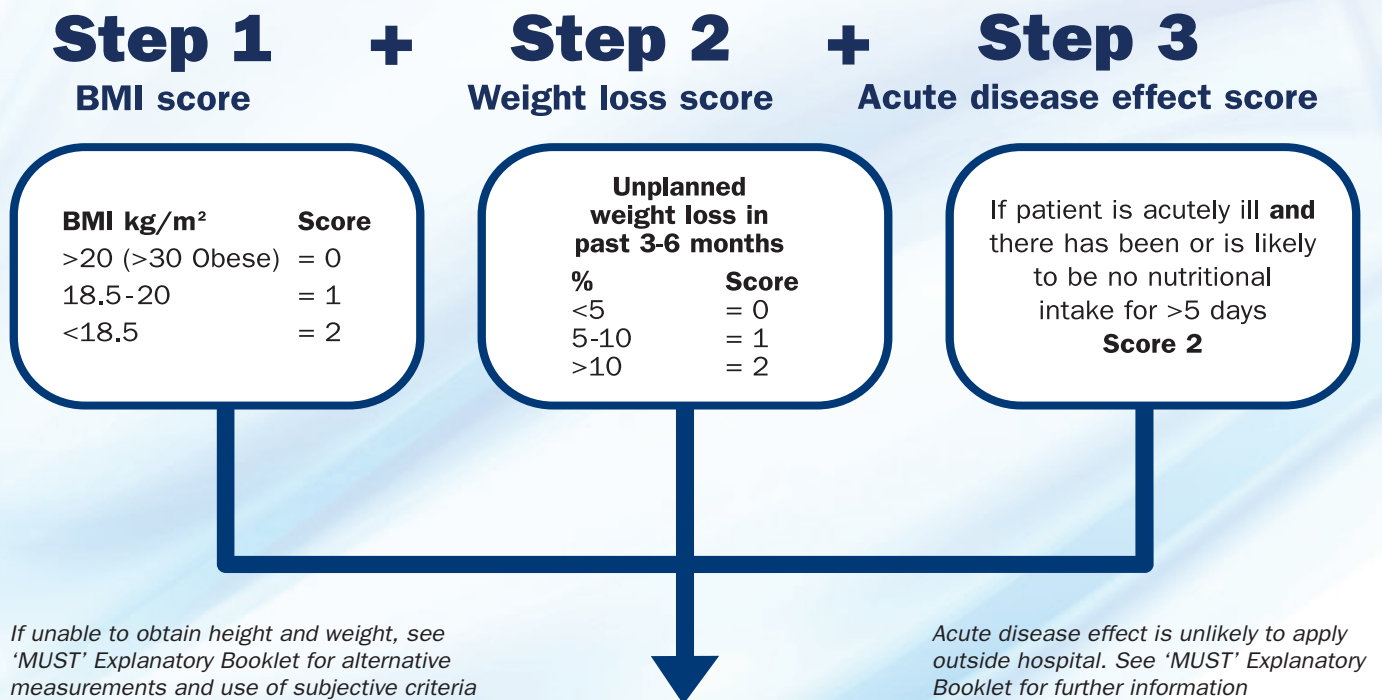 Step 1 + Step 2 + Step 3
BMI score
Weight loss score
Acute disease effect score
BMI kg/m² Score
>20 (>30 Obese) = 0
18.5-20 = 1
<18.5 = 2
Unplanned
weight loss in
past 3-6 months
% Score
<5 = 0
5-10 = 1
>10 = 2
If patient is acutely ill and
there has been or is likely
to be no nutritional
intake for >5 days
Score 2
If unable to obtain height and weight, see
‘MUST’ Explanatory Booklet for alternative
measurements and use of subjective criteria
Acute disease effect is unlikely to apply
outside hospital. See ‘MUST’ Explanatory
Booklet for further information